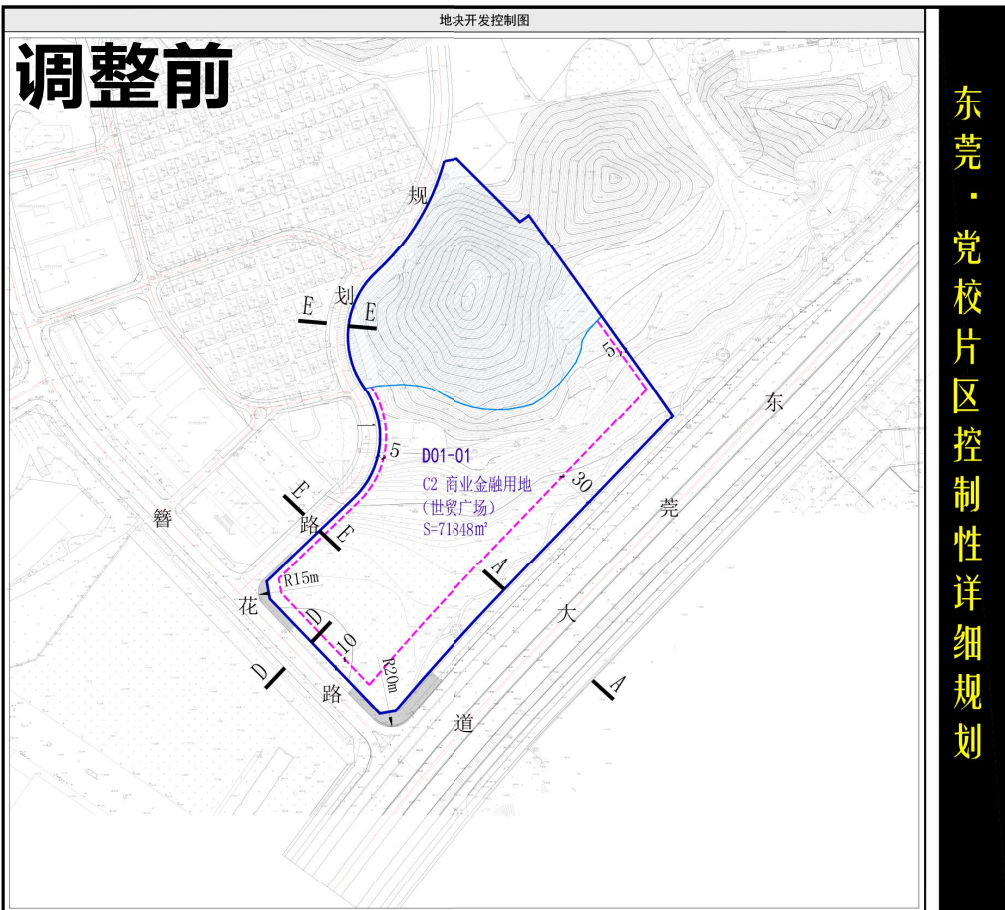 地块开发控制图
调整前
东莞·党校片区控制性详细规划
规划一路
簪花路
东莞大道
D01-01
C2 商业金融用地
（世贸广场）
S=71848㎡
E
E
E
E
5
5
30
10
R15m
R20m
D
D
A
A